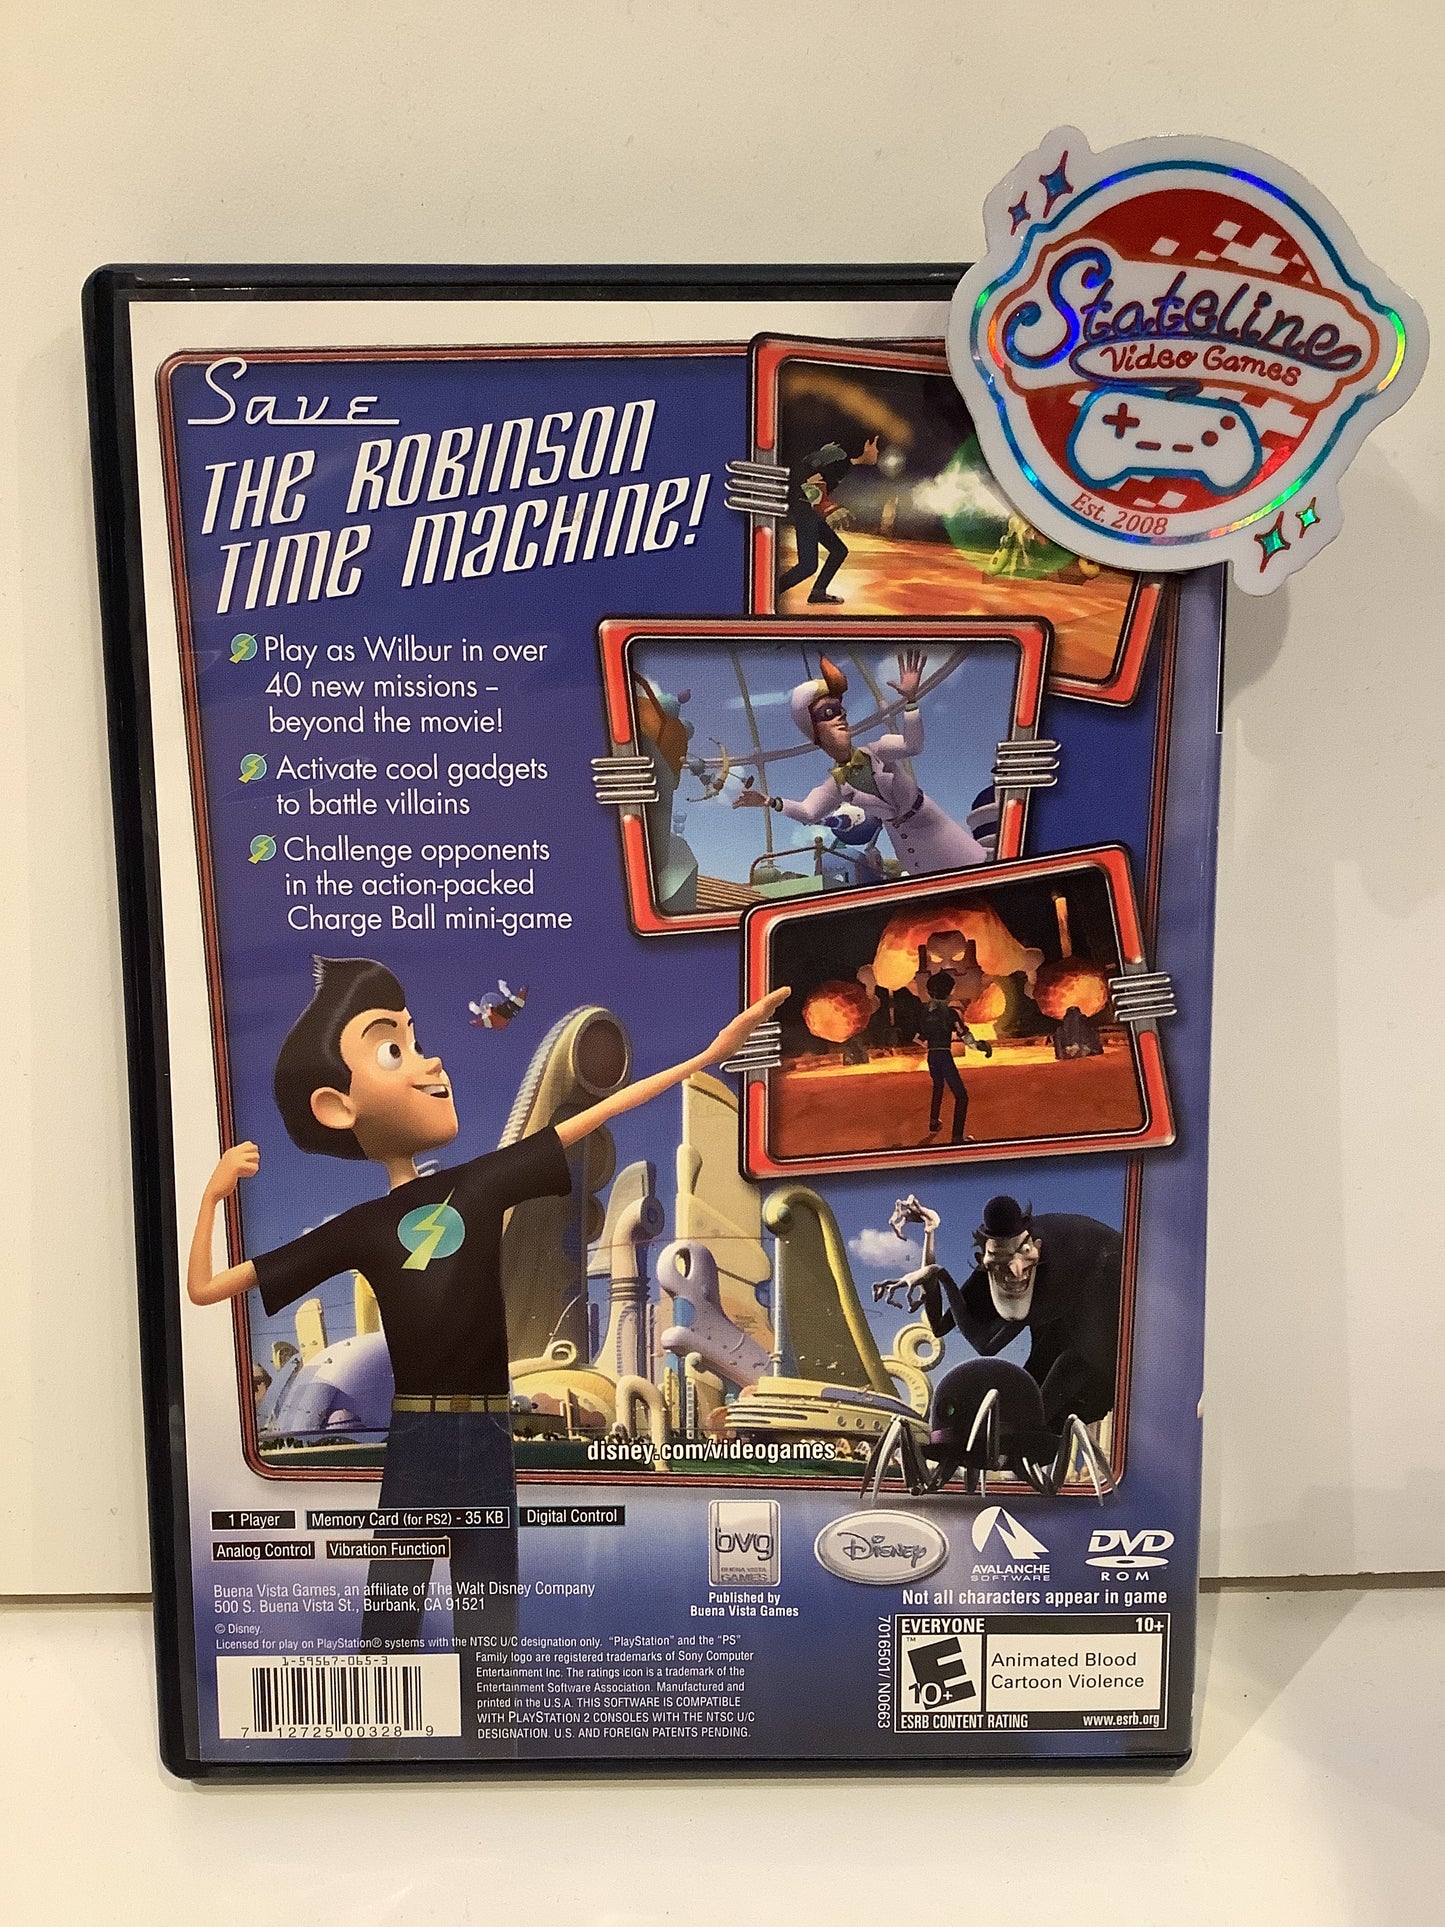 Stateline
Video Games
Est. 2008
Save
THE ROBINSON
TIME MACHINE!
Play as Wilbur in over
40 new missions –
beyond the movie!
Activate cool gadgets
to battle villains
Challenge opponents
in the action-packed
Charge Ball mini-game
disney.com/videogames
1 Player
Memory Card (for PS2) - 35 KB
Digital Control
Analog Control
Vibration Function
bvg
BUENA VISTA
GAMES
Published by
Buena Vista Games
Disney
AVALANCHE
SOFTWARE
DVD
ROM
Not all characters appear in game
Buena Vista Games, an affiliate of The Walt Disney Company
500 S. Buena Vista St., Burbank, CA 91521
© Disney.
Licensed for play on PlayStation® systems with the NTSC U/C designation only. “PlayStation” and the “PS”
Family logo are registered trademarks of Sony Computer
Entertainment Inc. The ratings icon is a trademark of the
Entertainment Software Association. Manufactured and
printed in the U.S.A. THIS SOFTWARE IS COMPATIBLE
WITH PLAYSTATION 2 CONSOLES WITH THE NTSC U/C
DESIGNATION. U.S. AND FOREIGN PATENTS PENDING.
1-59567-065-3
7 12725 00328 9
7016501/ N0663
EVERYONE 10+
™
E
10+
Animated Blood
Cartoon Violence
ESRB CONTENT RATING www.esrb.org